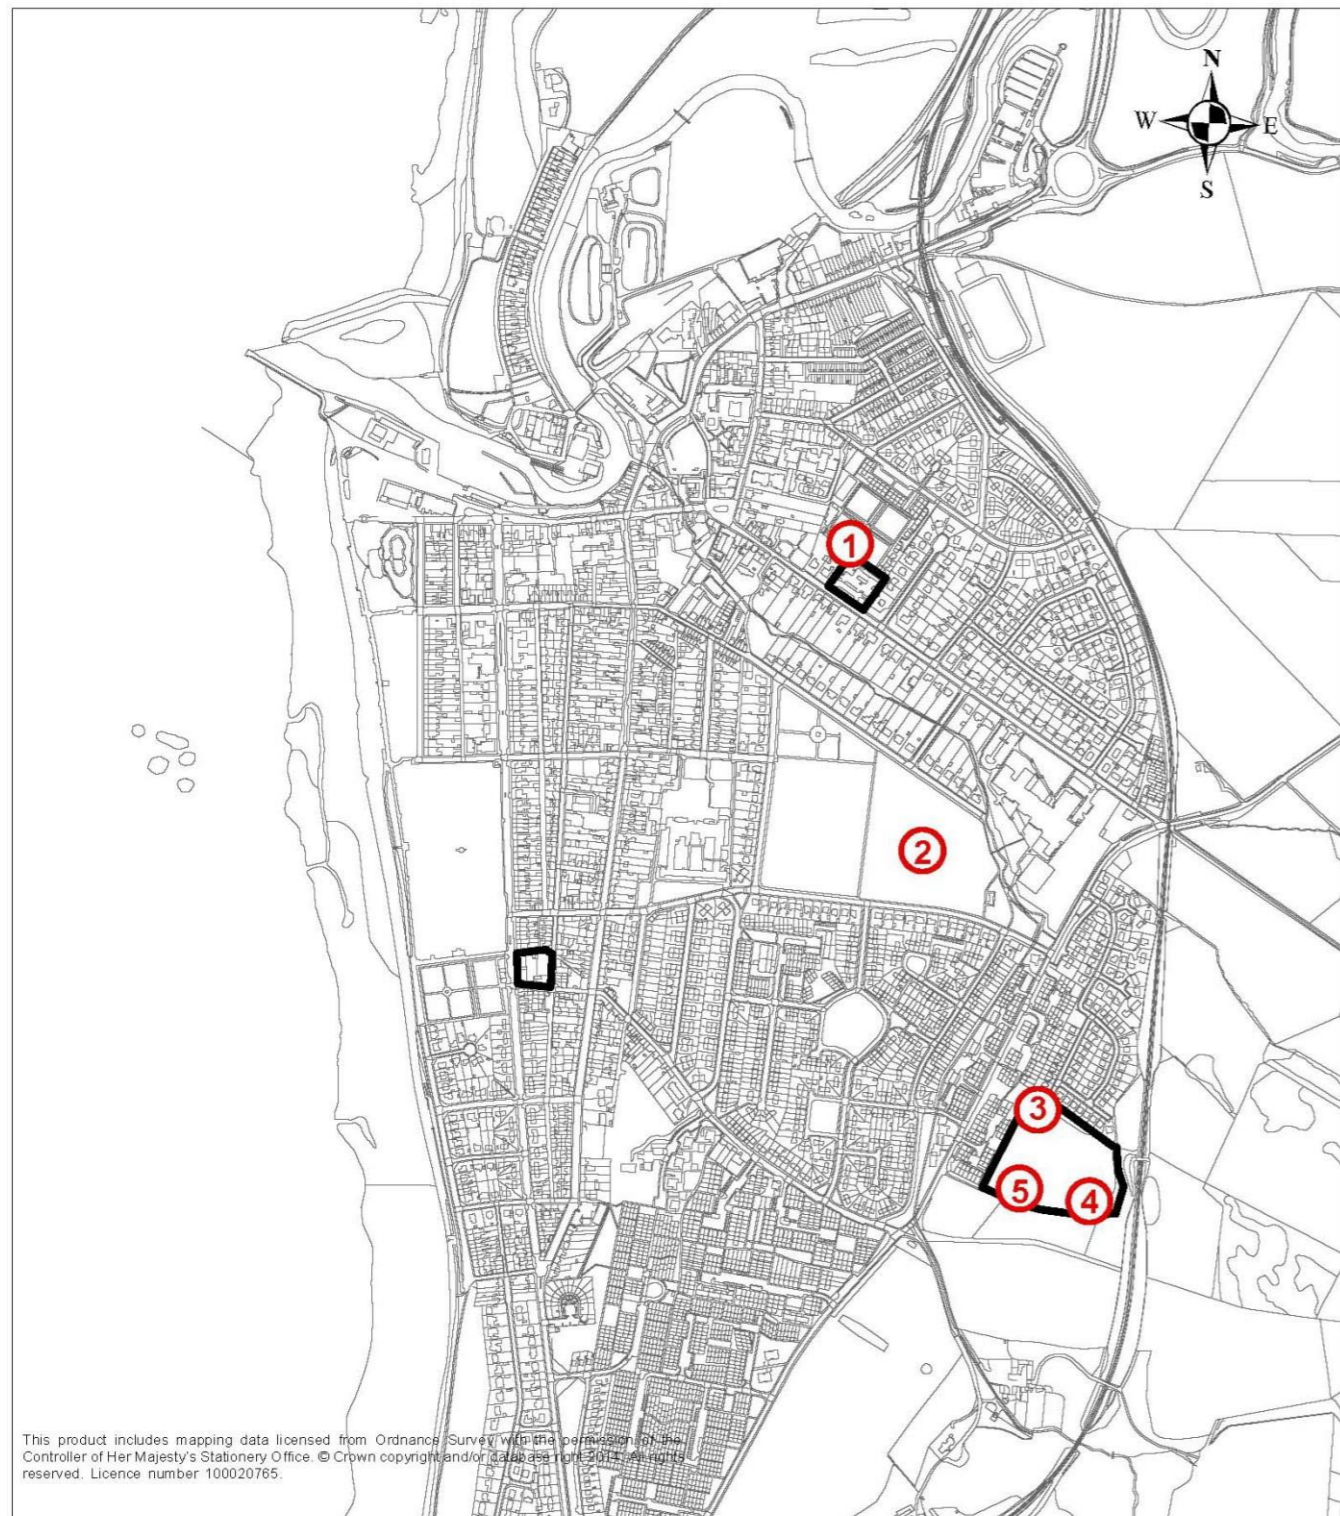 N
W E
S
1
2
3
5 4
This product includes mapping data licensed from Ordnance Survey with the permission of the
Controller of Her Majesty's Stationery Office. © Crown copyright and/or database right 2014. All rights
reserved. Licence number 100020765.